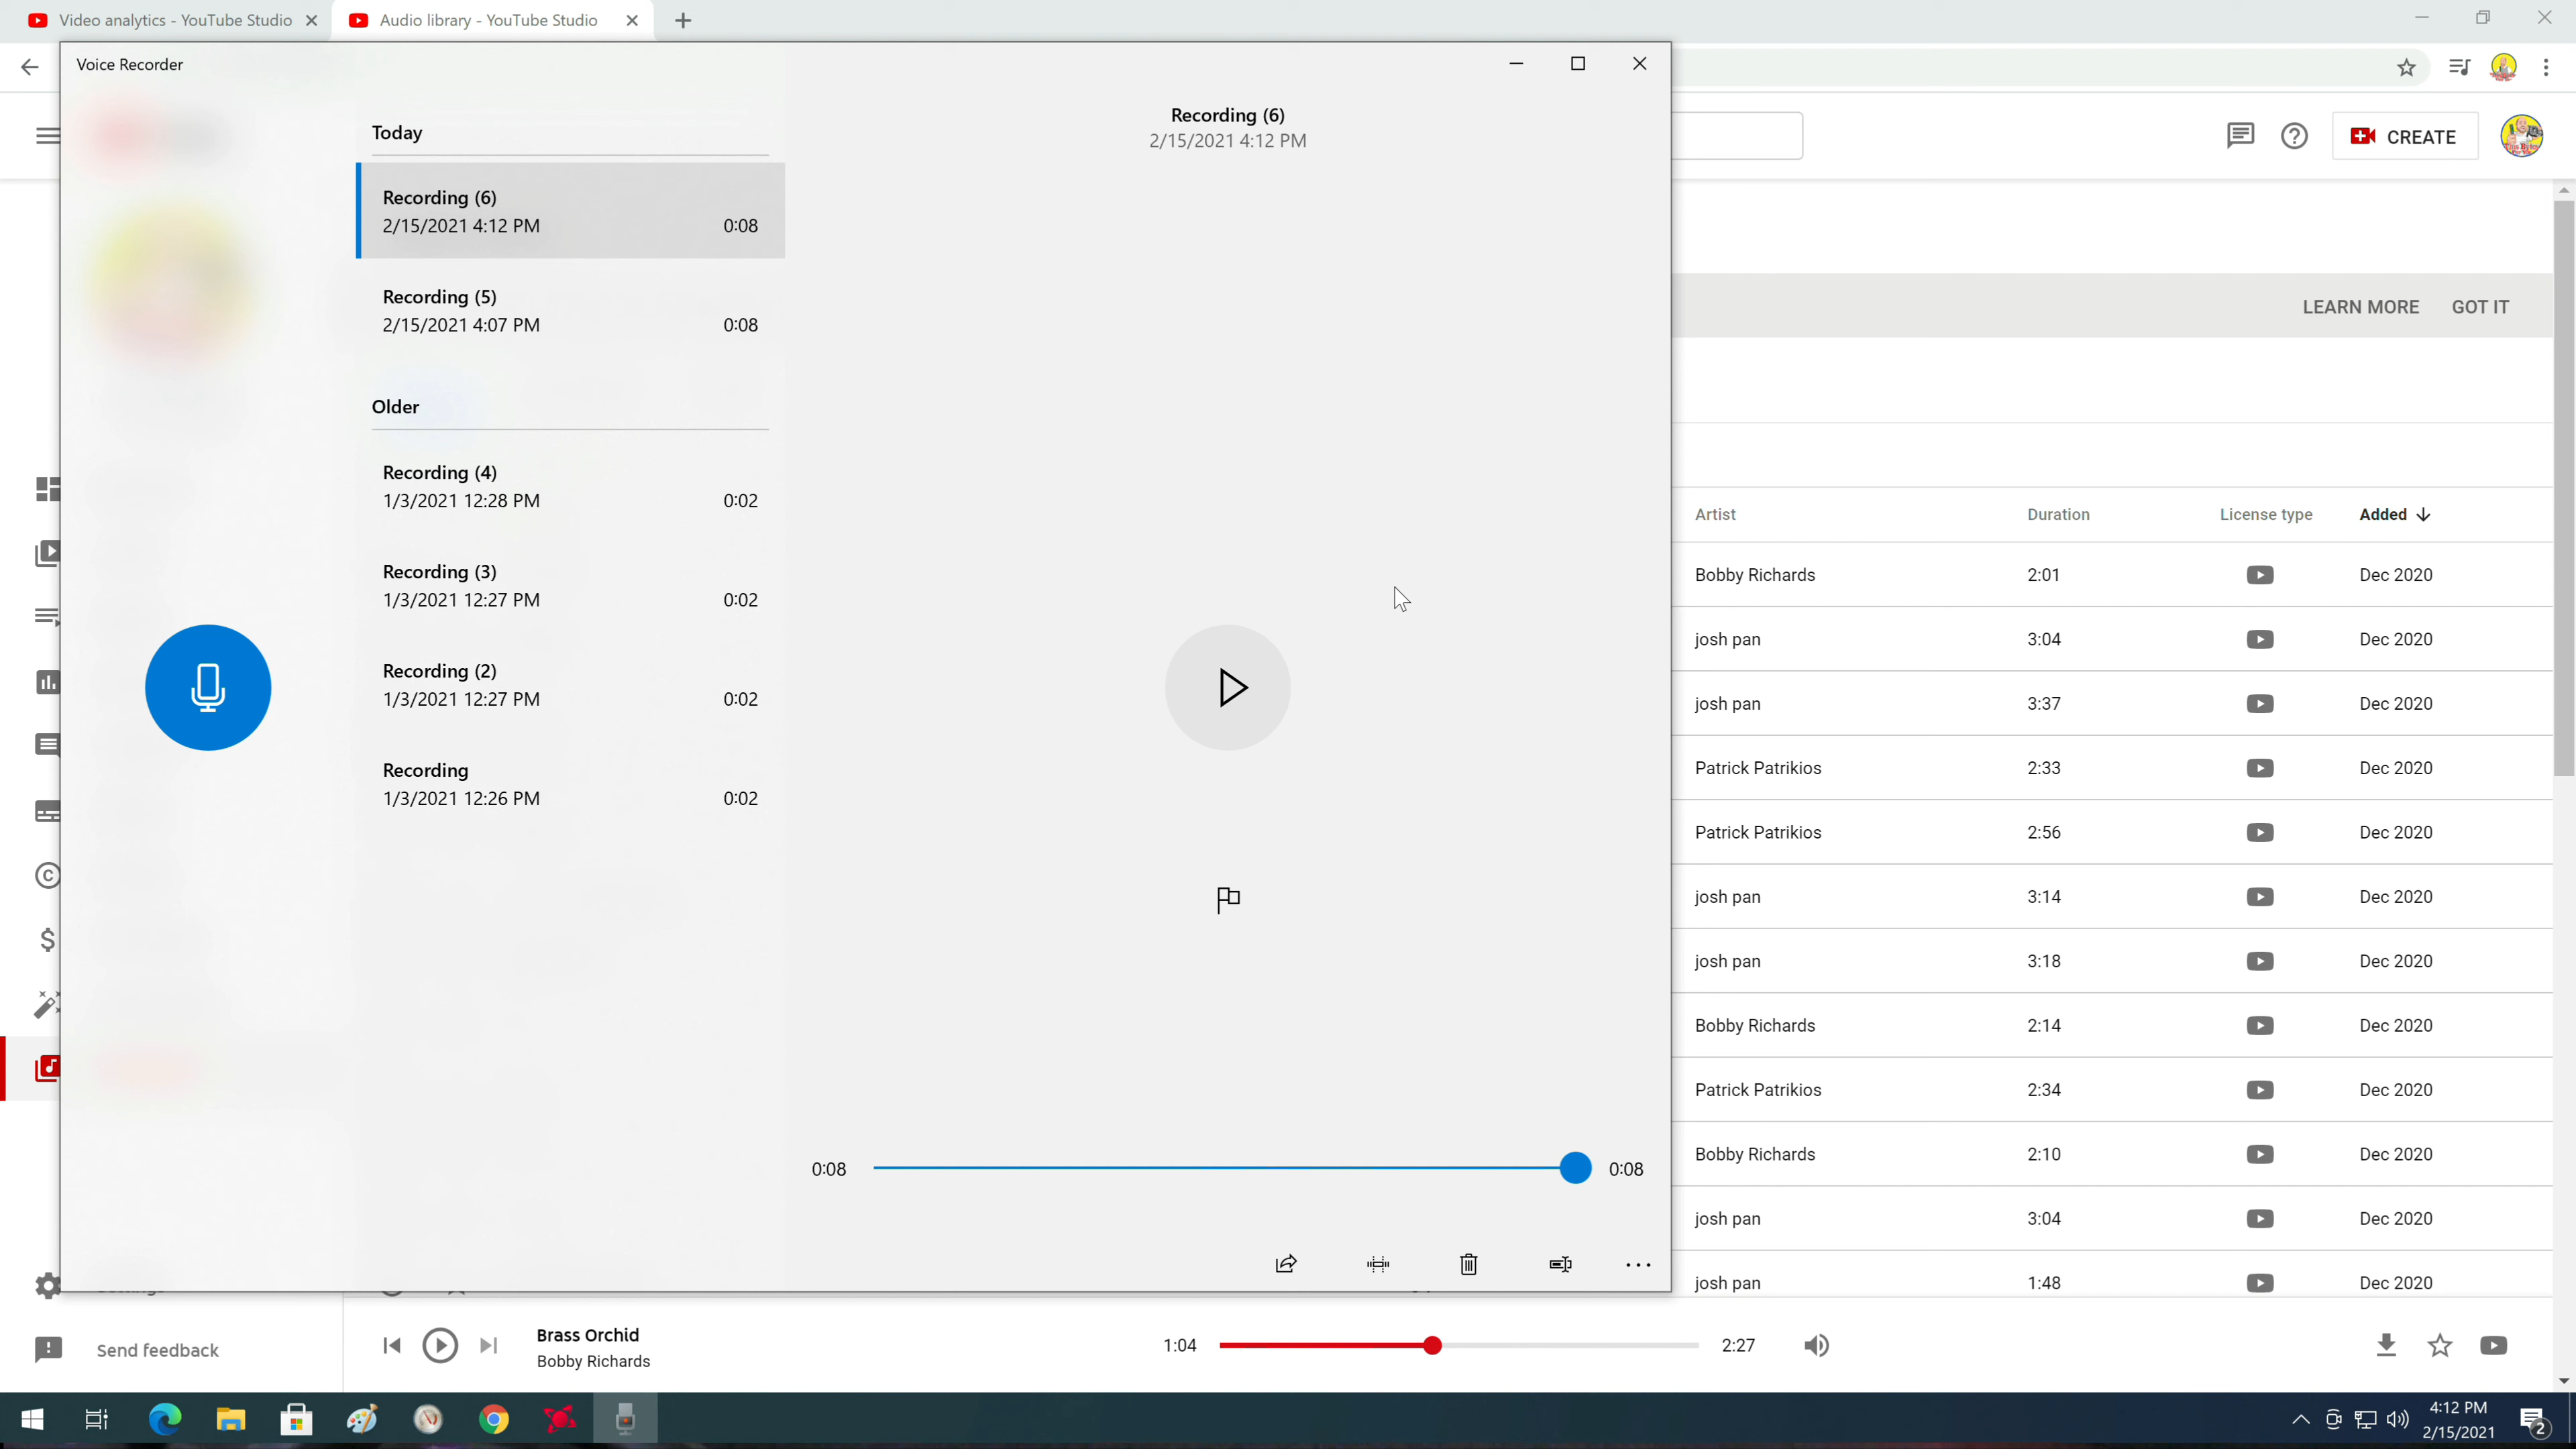 Video analytics - YouTube Studio
Audio library - YouTube Studio
Voice Recorder
Today
Recording (6)
2/15/2021 4:12 PM 0:08
Recording (5)
2/15/2021 4:07 PM 0:08
Older
Recording (4)
1/3/2021 12:28 PM 0:02
Recording (3)
1/3/2021 12:27 PM 0:02
Recording (2)
1/3/2021 12:27 PM 0:02
Recording
1/3/2021 12:26 PM 0:02
Recording (6)
2/15/2021 4:12 PM
0:08 0:08
CREATE
LEARN MORE GOT IT
Artist Duration License type Added
Bobby Richards 2:01 Dec 2020
josh pan 3:04 Dec 2020
josh pan 3:37 Dec 2020
Patrick Patrikios 2:33 Dec 2020
Patrick Patrikios 2:56 Dec 2020
josh pan 3:14 Dec 2020
josh pan 3:18 Dec 2020
Bobby Richards 2:14 Dec 2020
Patrick Patrikios 2:34 Dec 2020
Bobby Richards 2:10 Dec 2020
josh pan 3:04 Dec 2020
josh pan 1:48 Dec 2020
Send feedback
Brass Orchid
Bobby Richards
1:04 2:27
4:12 PM
2/15/2021
2